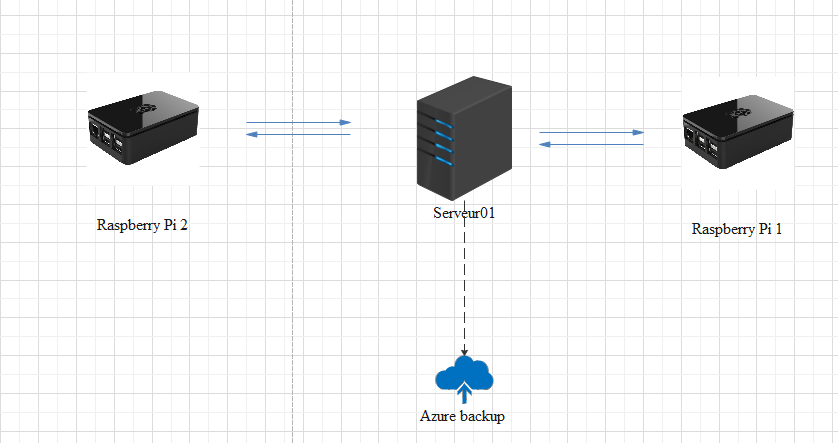 Serveur01
Raspberry Pi 2
Raspberry Pi 1
Azure backup